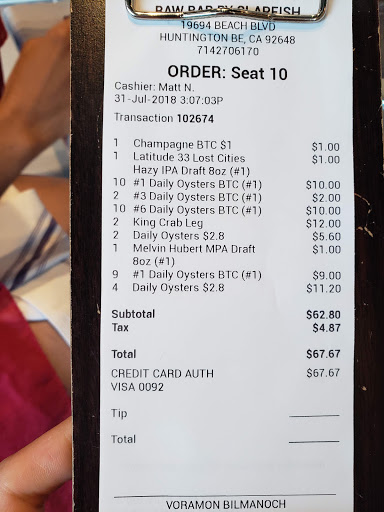 RAW BAR BY SLAPFISH
19694 BEACH BLVD
HUNTINGTON BE, CA 92648
7142706170
ORDER: Seat 10
Cashier: Matt N.
31-Jul-2018 3:07:03P
Transaction 102674
1 Champagne BTC $1 $1.00
1 Latitude 33 Lost Cities $1.00
Hazy IPA Draft 8oz (#1)
10 #1 Daily Oysters BTC (#1) $10.00
2 #3 Daily Oysters BTC (#1) $2.00
10 #6 Daily Oysters BTC (#1) $10.00
2 King Crab Leg $12.00
2 Daily Oysters $2.8 $5.60
1 Melvin Hubert MPA Draft $1.00
8oz (#1)
9 #1 Daily Oysters BTC (#1) $9.00
4 Daily Oysters $2.8 $11.20
Subtotal $62.80
Tax $4.87
Total $67.67
CREDIT CARD AUTH $67.67
VISA 0092
Tip
Total
VORAMON BILMANOCH